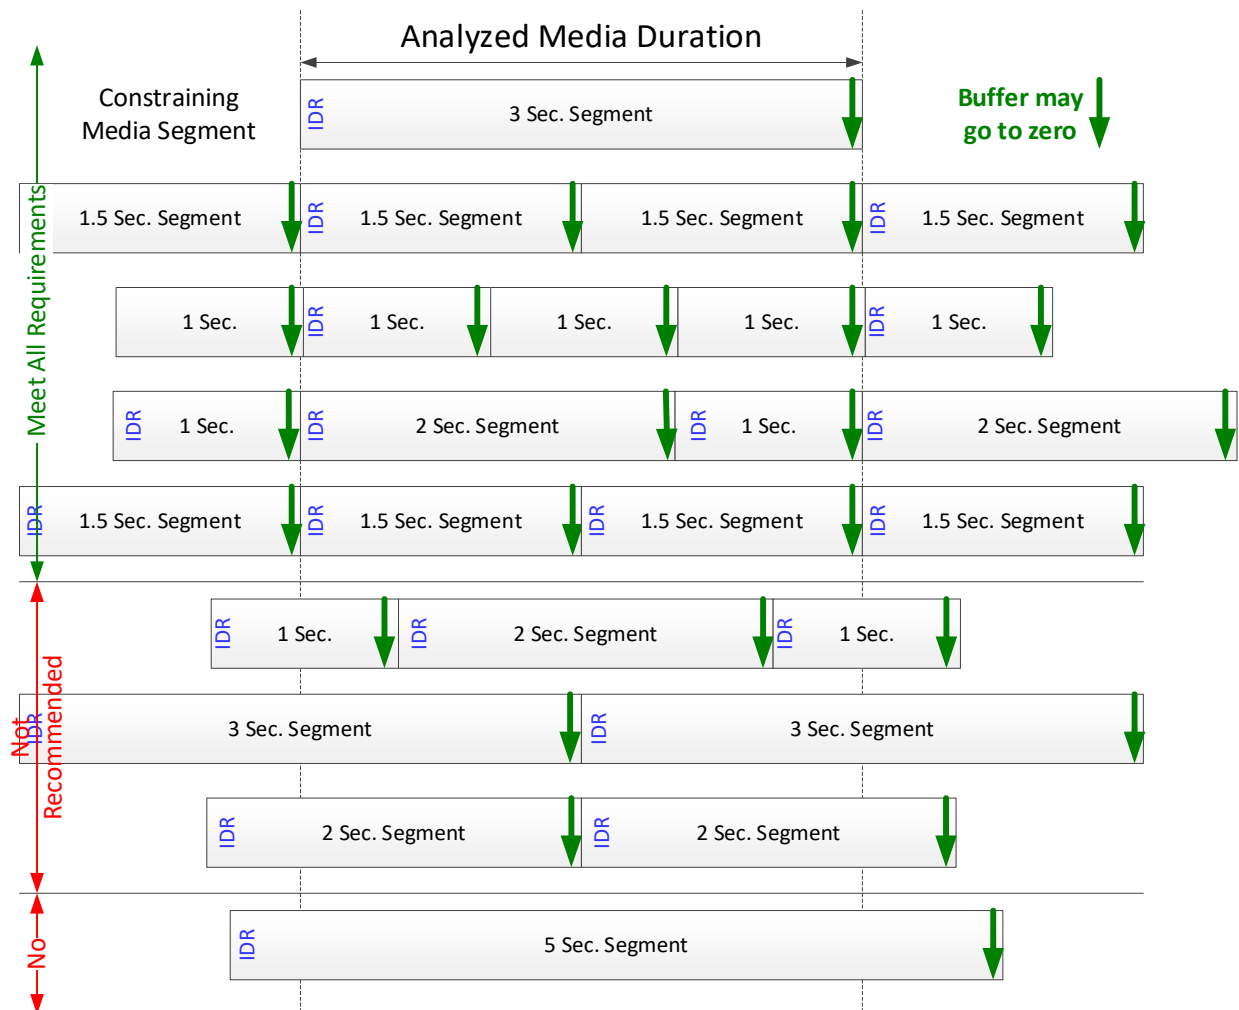 Analyzed Media Duration
Constraining
Media Segment
IDR
3 Sec. Segment
Buffer may
go to zero
Meet All Requirements
1.5 Sec. Segment
IDR
1.5 Sec. Segment
1.5 Sec. Segment
IDR
1.5 Sec. Segment
1 Sec.
IDR
1 Sec.
1 Sec.
1 Sec.
IDR
1 Sec.
IDR
1 Sec.
IDR
2 Sec. Segment
IDR
1 Sec.
IDR
2 Sec. Segment
IDR
1.5 Sec. Segment
IDR
1.5 Sec. Segment
IDR
1.5 Sec. Segment
IDR
1.5 Sec. Segment
Not
Recommended
IDR
1 Sec.
IDR
2 Sec. Segment
IDR
1 Sec.
IDR
3 Sec. Segment
IDR
3 Sec. Segment
IDR
2 Sec. Segment
IDR
2 Sec. Segment
No
IDR
5 Sec. Segment